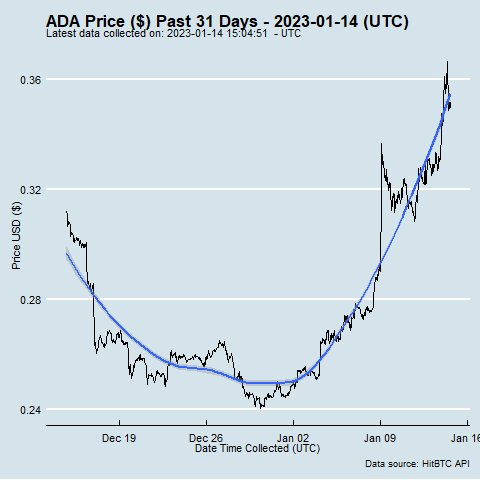 ADA Price ($) Past 31 Days - 2023-01-14 (UTC)
Latest data collected on: 2023-01-14 15:04:51 - UTC
Price USD ($)
0.36
0.32
0.28
0.24
Dec 19
Dec 26
Jan 02
Jan 09
Jan 16
Date Time Collected (UTC)
Data source: HitBTC API